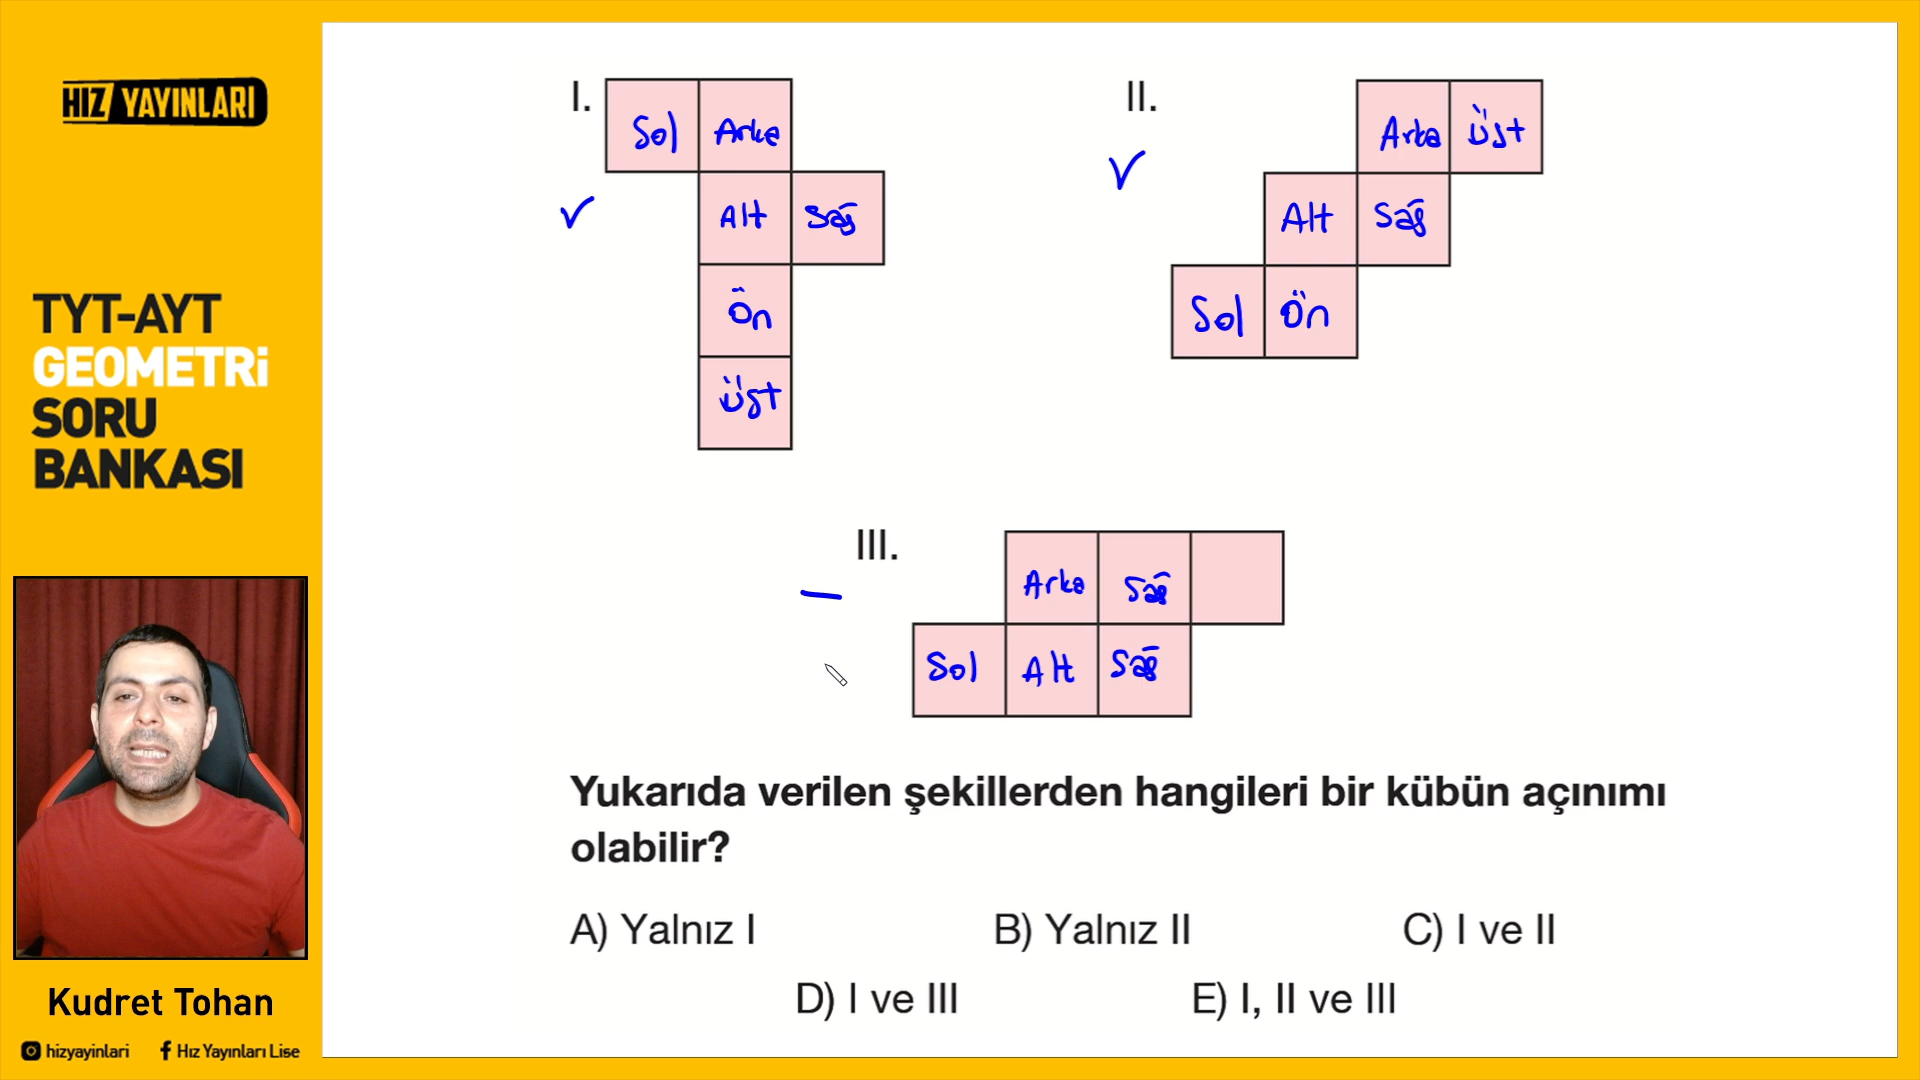 HIZ YAYINLARI
TYT-AYT
GEOMETRİ
SORU
BANKASI
Kudret Tohan
hizyayinlari
Hız Yayınları Lise
I.
Sol Arka
Alt Sağ
Ön
Üst
II.
Arka Üst
Alt Sağ
Sol Ön
III.
Arka Sağ
Sol Alt Sağ
Yukarıda verilen şekillerden hangileri bir kübün açınımı
olabilir?
A) Yalnız I B) Yalnız II C) I ve II
D) I ve III E) I, II ve III